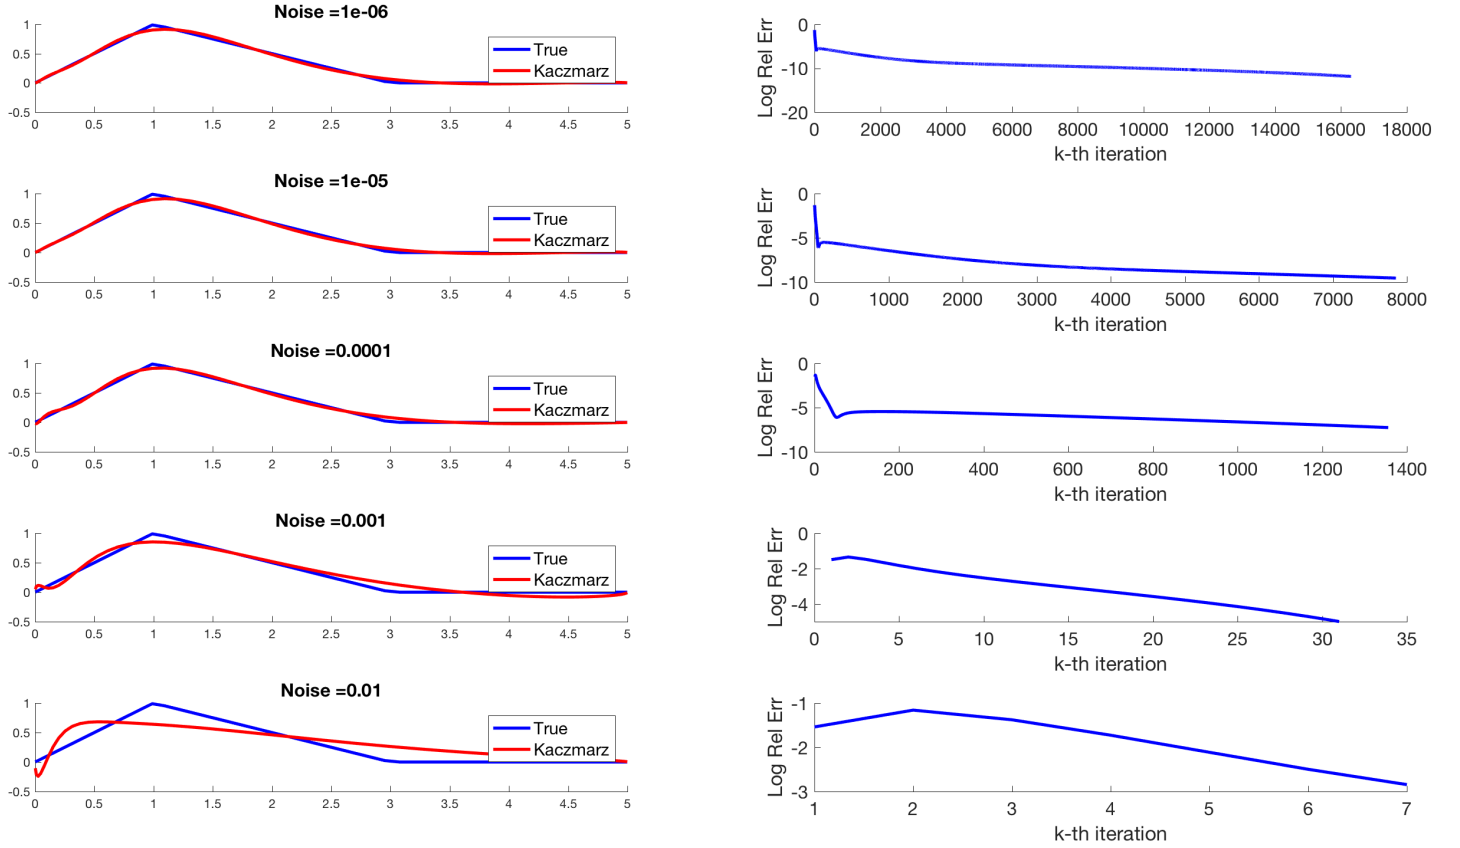 Noise =1e-06
1
0.5
0
-0.5
0 0.5 1 1.5 2 2.5 3 3.5 4 4.5 5
True
Kaczmarz
0
-10
-20
Log Rel Err
0 2000 4000 6000 8000 10000 12000 14000 16000 18000
k-th iteration
Noise =1e-05
1
0.5
0
-0.5
0 0.5 1 1.5 2 2.5 3 3.5 4 4.5 5
True
Kaczmarz
0
-5
-10
Log Rel Err
0 1000 2000 3000 4000 5000 6000 7000 8000
k-th iteration
Noise =0.0001
1
0.5
0
-0.5
0 0.5 1 1.5 2 2.5 3 3.5 4 4.5 5
True
Kaczmarz
0
-5
-10
Log Rel Err
0 200 400 600 800 1000 1200 1400
k-th iteration
Noise =0.001
1
0.5
0
-0.5
0 0.5 1 1.5 2 2.5 3 3.5 4 4.5 5
True
Kaczmarz
0
-2
-4
Log Rel Err
0 5 10 15 20 25 30 35
k-th iteration
Noise =0.01
1
0.5
0
-0.5
0 0.5 1 1.5 2 2.5 3 3.5 4 4.5 5
True
Kaczmarz
-1
-2
-3
Log Rel Err
1 2 3 4 5 6 7
k-th iteration